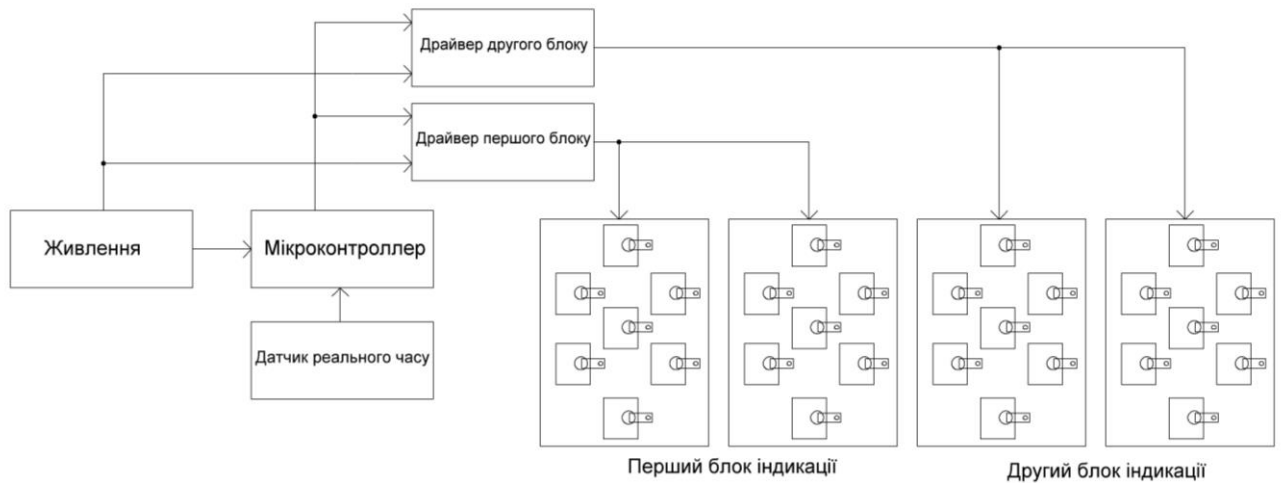 Драйвер другого блоку
Драйвер першого блоку
Живлення
Мікроконтроллер
Датчик реального часу
Перший блок індикації
Другий блок індикації